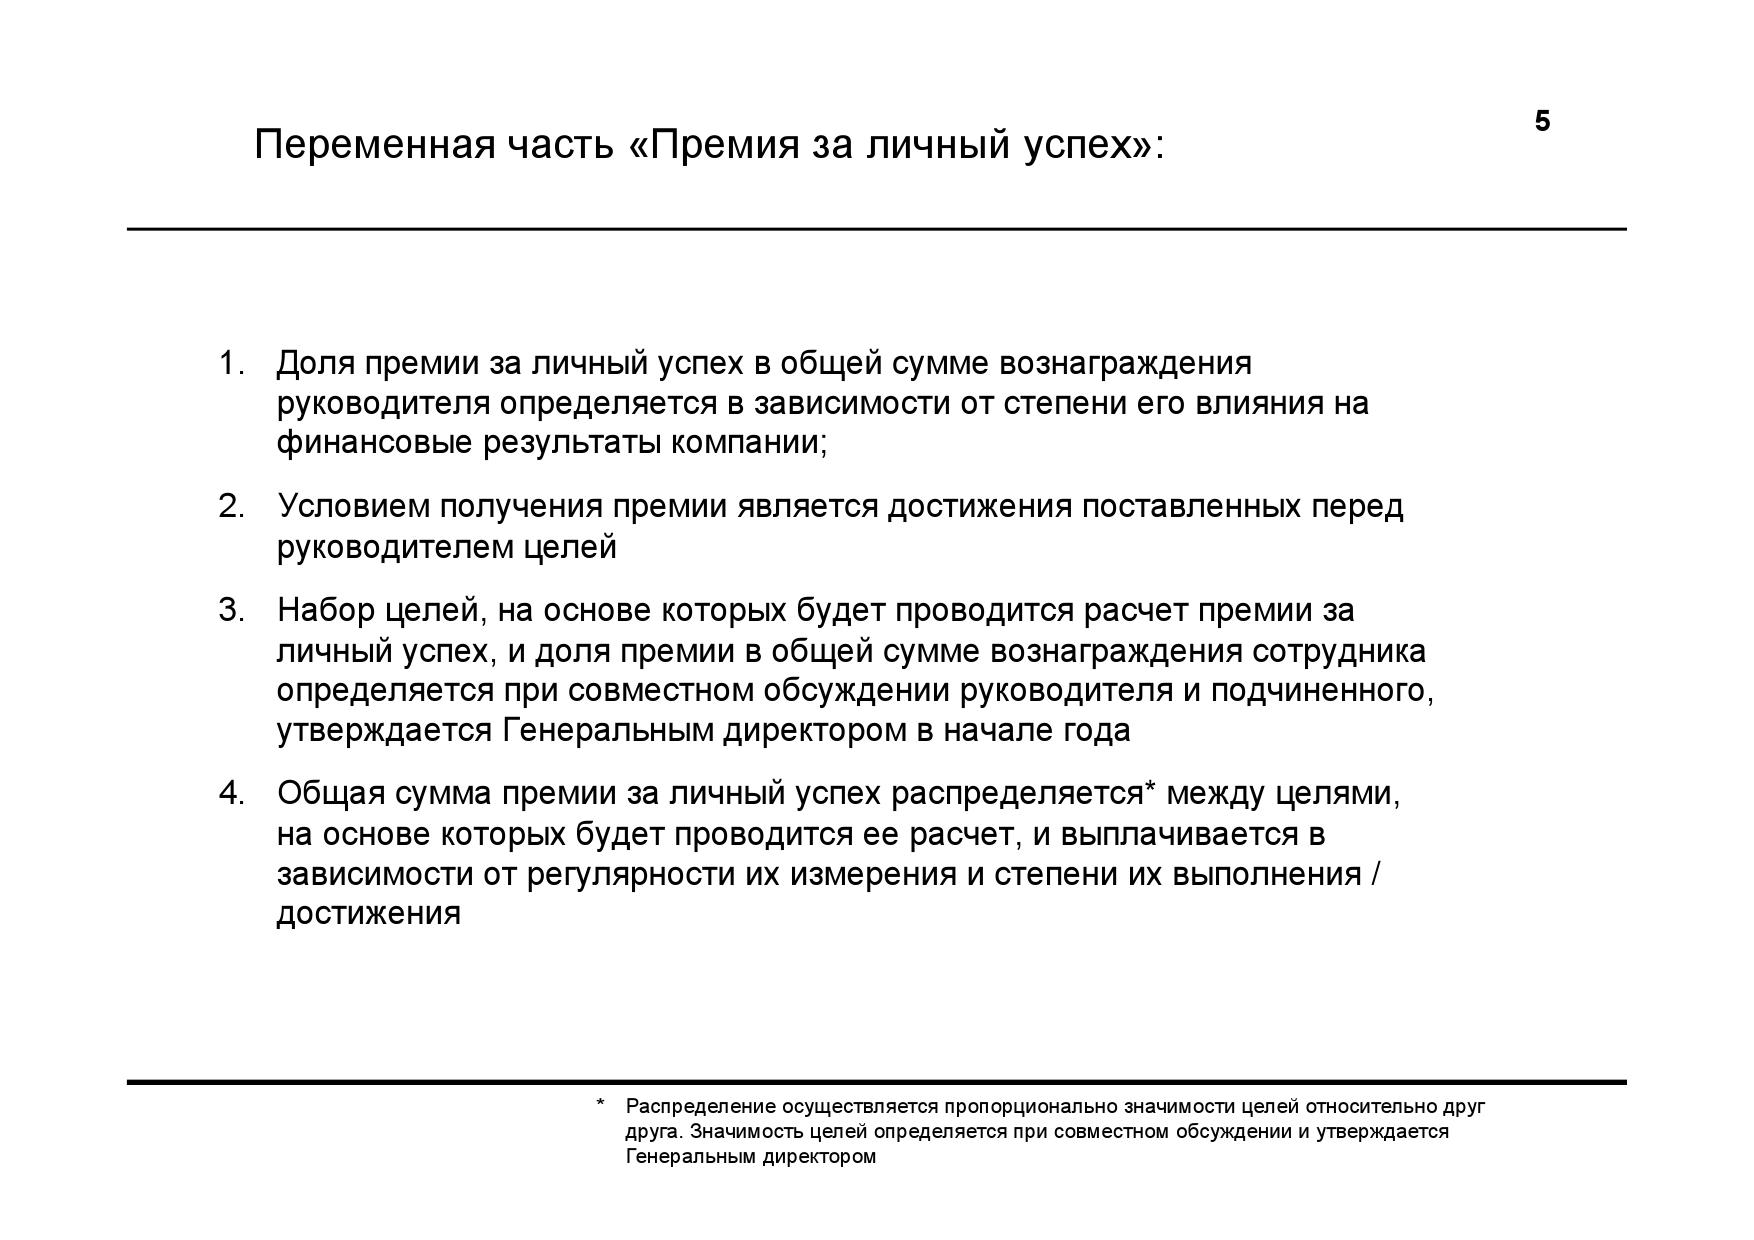 5
Переменная часть «Премия за личный успех»:
1. Доля премии за личный успех в общей сумме вознаграждения
руководителя определяется в зависимости от степени его влияния на
финансовые результаты компании;
2. Условием получения премии является достижения поставленных перед
руководителем целей
3. Набор целей, на основе которых будет проводится расчет премии за
личный успех, и доля премии в общей сумме вознаграждения сотрудника
определяется при совместном обсуждении руководителя и подчиненного,
утверждается Генеральным директором в начале года
4. Общая сумма премии за личный успех распределяется* между целями,
на основе которых будет проводится ее расчет, и выплачивается в
зависимости от регулярности их измерения и степени их выполнения /
достижения
* Распределение осуществляется пропорционально значимости целей относительно друг
друга. Значимость целей определяется при совместном обсуждении и утверждается
Генеральным директором